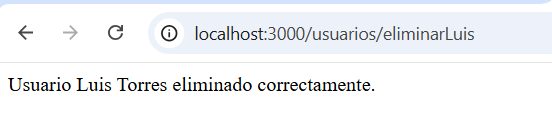 localhost:3000/usuarios/eliminarLuis
Usuario Luis Torres eliminado correctamente.